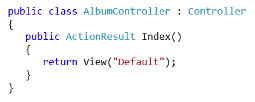 public class AlbumController : Controller
{
public ActionResult Index()
{
return View("Default");
}
}